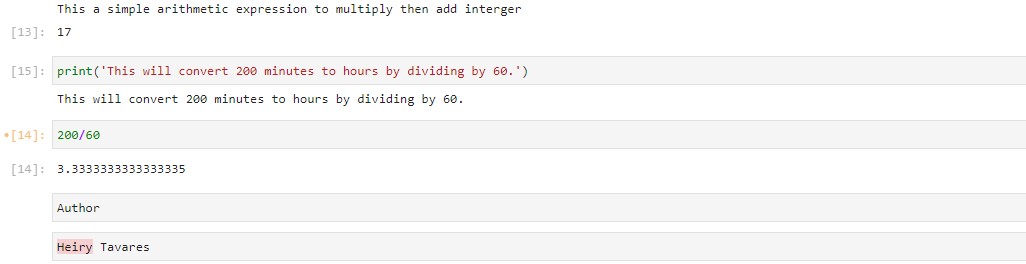 This a simple arithmetic expression to multiply then add interger
[13]: 17
[15]: print('This will convert 200 minutes to hours by dividing by 60.')
This will convert 200 minutes to hours by dividing by 60.
•[14]: 200/60
[14]: 3.3333333333333335
Author
Heiry Tavares